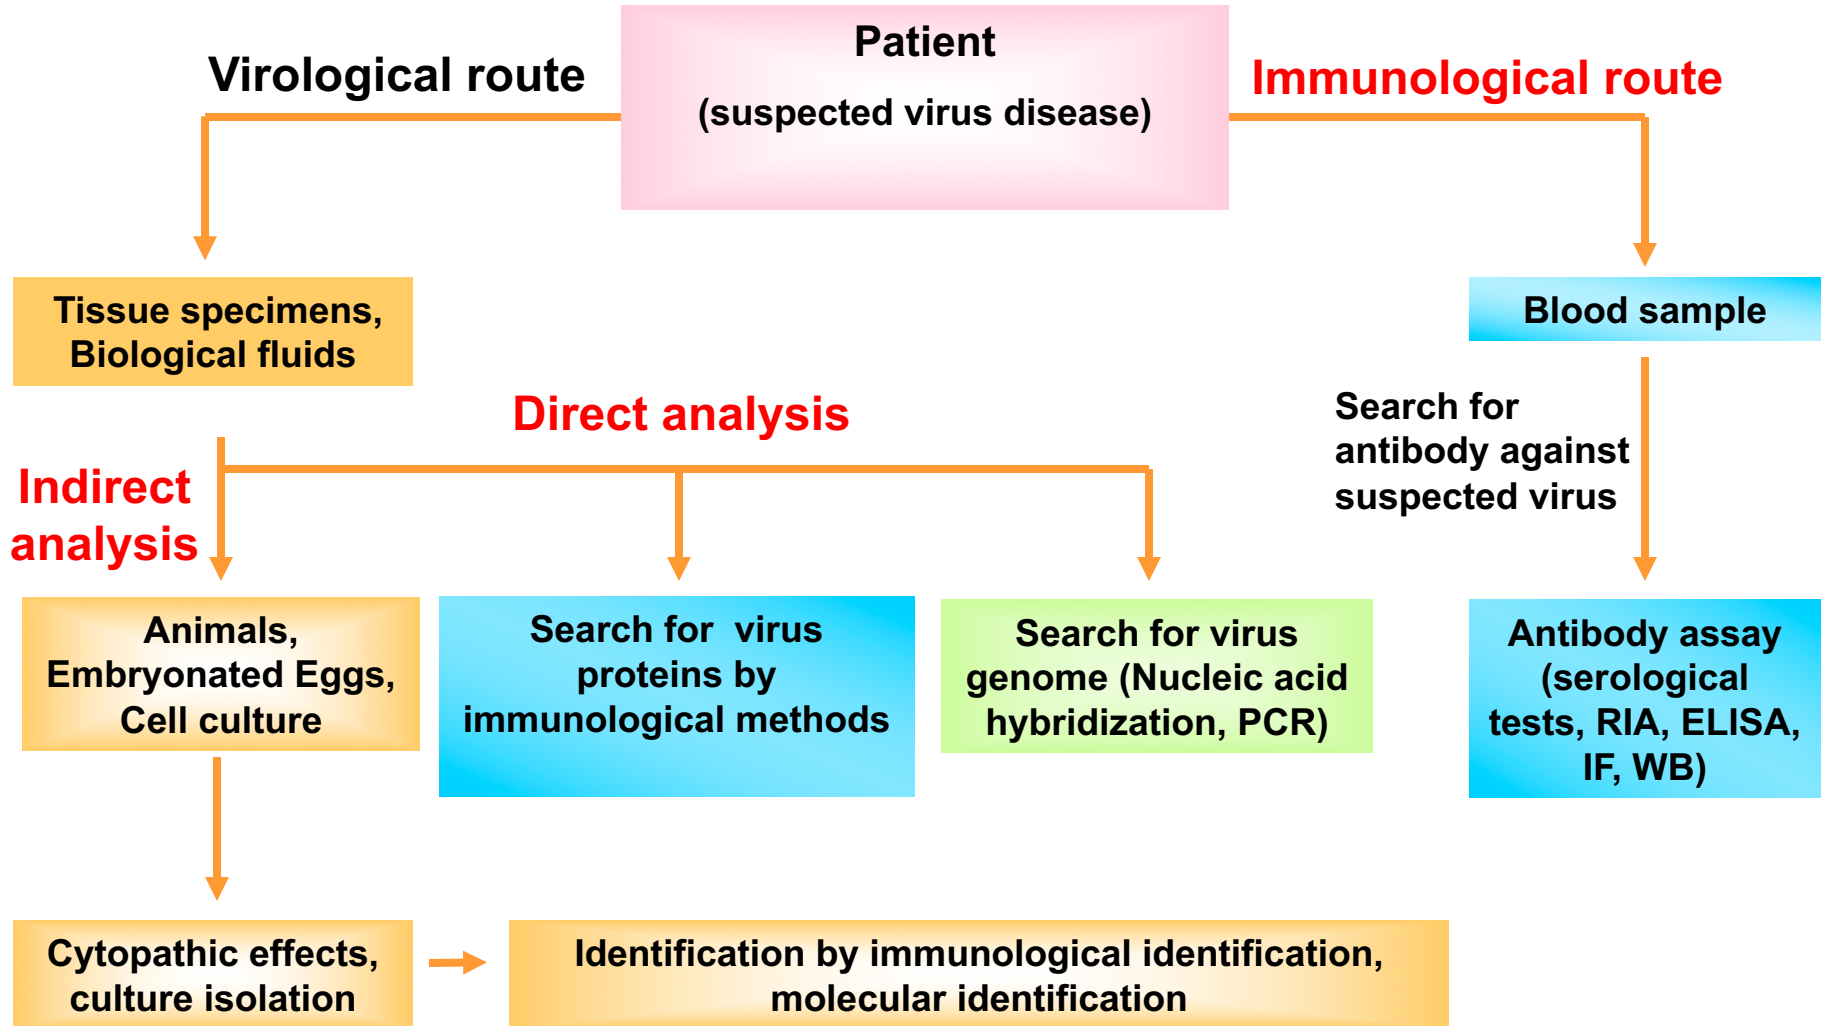 Patient
(suspected virus disease)
Virological route
Immunological route
Tissue specimens,
Biological fluids
Blood sample
Direct analysis
Indirect
analysis
Search for
antibody against
suspected virus
Animals,
Embryonated Eggs,
Cell culture
Search for virus
proteins by
immunological methods
Search for virus
genome (Nucleic acid
hybridization, PCR)
Antibody assay
(serological
tests, RIA, ELISA,
IF, WB)
Cytopathic effects,
culture isolation
Identification by immunological identification,
molecular identification